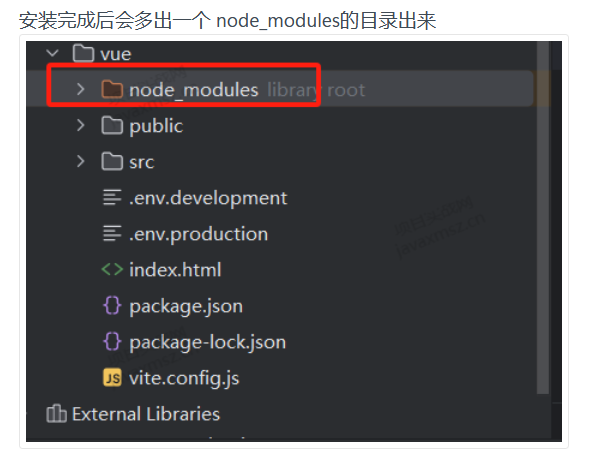 安装完成后会多出一个 node_modules的目录出来
vue
node_modules library root
public
src
.env.development
.env.production
index.html
package.json
package-lock.json
JS vite.config.js
External Libraries